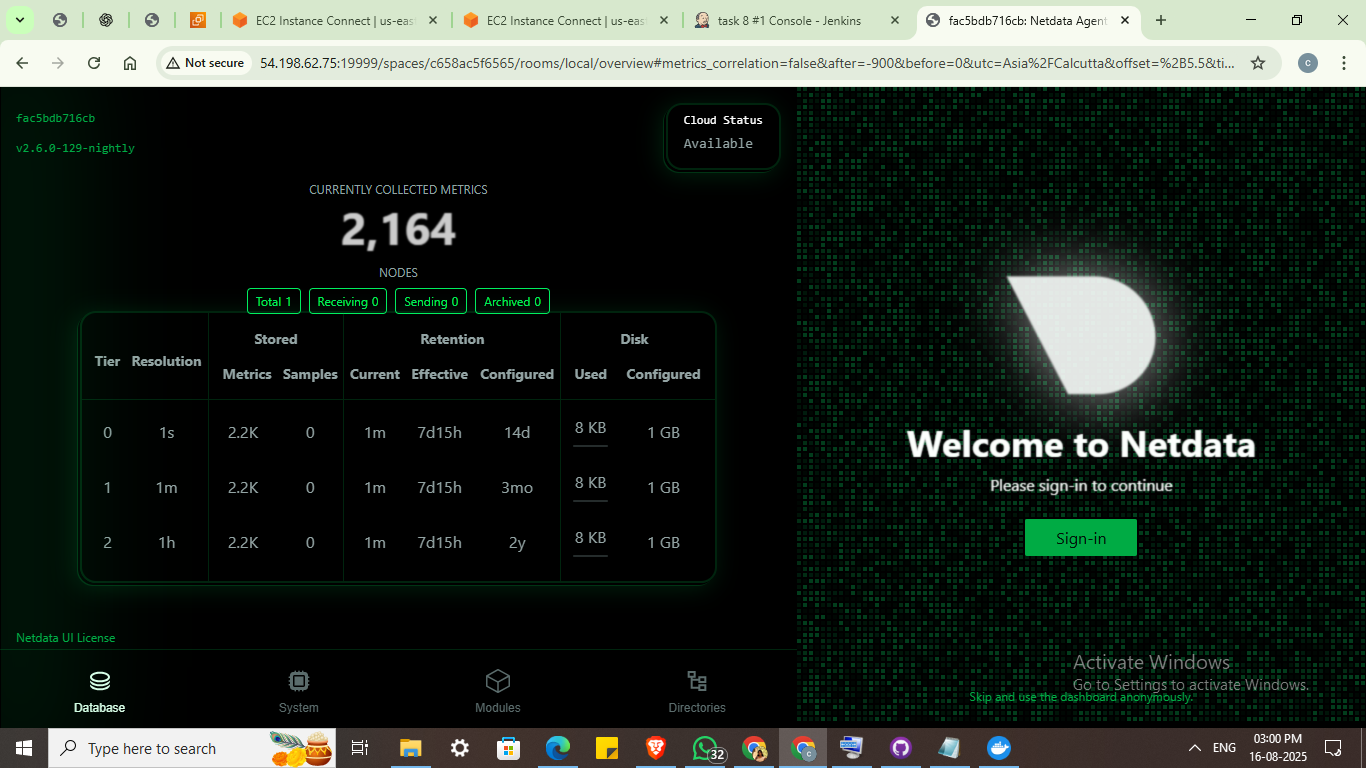 EC2 Instance Connect | us-eas
EC2 Instance Connect | us-eas
task 8 #1 Console - Jenkins
fac5bdb716cb: Netdata Agent
Not secure
54.198.62.75:19999/spaces/c658ac5f6565/rooms/local/overview#metrics_correlation=false&after=-900&before=0&utc=Asia%2FCalcutta&offset=%2B5.5&ti...
c
fac5bdb716cb
v2.6.0-129-nightly
Cloud Status
Available
CURRENTLY COLLECTED METRICS
2,164
NODES
Total 1 Receiving 0 Sending 0 Archived 0
Stored Retention Disk
Tier Resolution
Metrics Samples Current Effective Configured Used Configured
0 1s 2.2K 0 1m 7d15h 14d 8 KB 1 GB
1 1m 2.2K 0 1m 7d15h 3mo 8 KB 1 GB
2 1h 2.2K 0 1m 7d15h 2y 8 KB 1 GB
Netdata UI License
Database System Modules Directories
Welcome to Netdata
Please sign-in to continue
Sign-in
Activate Windows
Go to Settings to activate Windows.
Skip and use the dashboard anonymously.
Type here to search
32
C
ENG
03:00 PM
16-08-2025